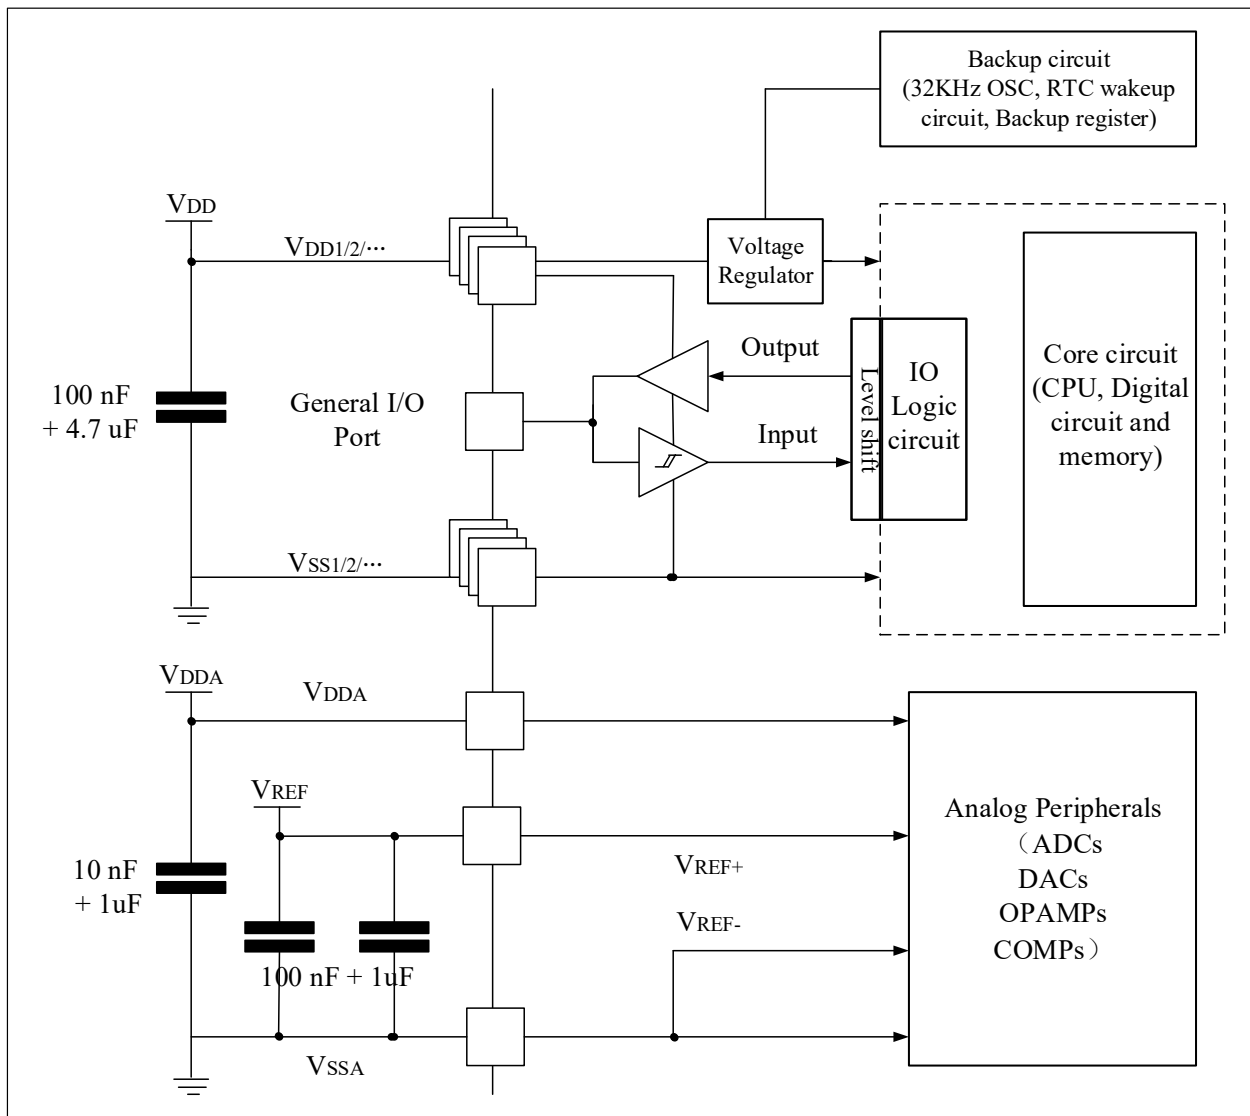 Backup circuit
(32KHz OSC, RTC wakeup
circuit, Backup register)
VDD
VDD1/2/···
Voltage
Regulator
100 nF
+ 4.7 uF
General I/O
Port
Output
Input
Level shift
IO
Logic
circuit
Core circuit
(CPU, Digital
circuit and
memory)
VSS1/2/···
VDDA
VDDA
VREF
10 nF
+ 1uF
100 nF + 1uF
VREF+
VREF-
VSSA
Analog Peripherals
（ADCs
DACs
OPAMPs
COMPs）